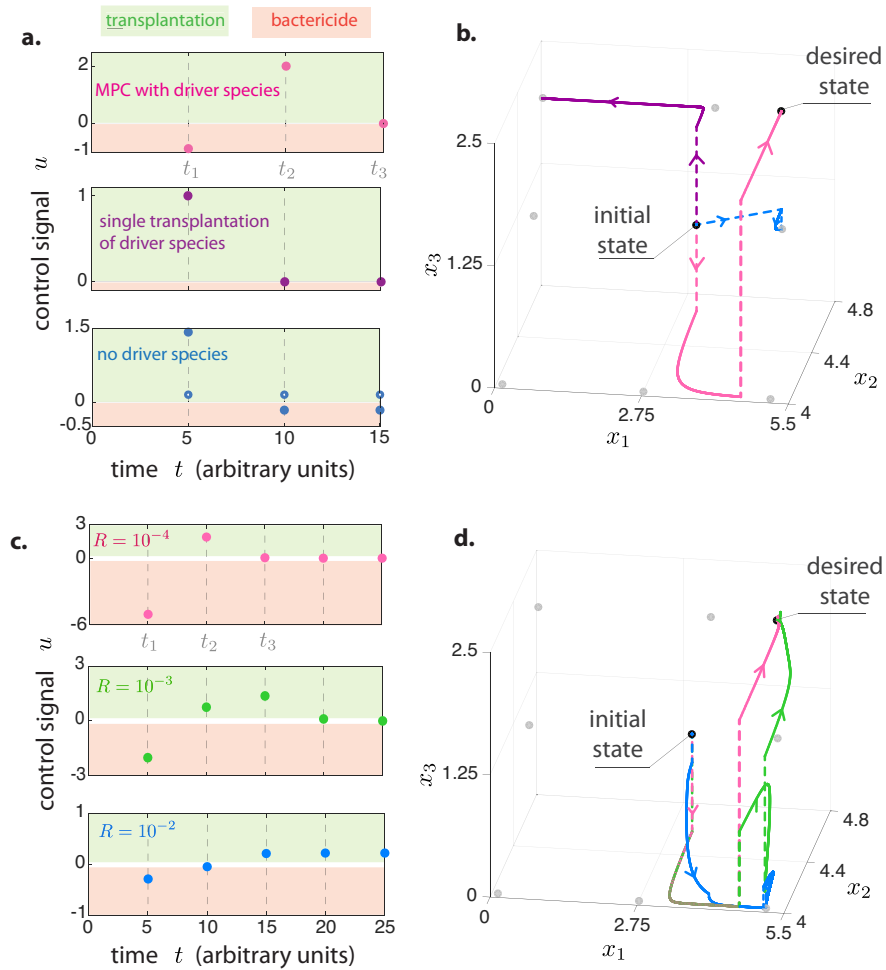 transplantation
bactericide
a.
control signal u
2
0
-1
MPC with driver species
t₁
t₂
t₃
1
0
single transplantation
of driver species
1.5
0
-0.5
no driver species
0
5
10
15
time t (arbitrary units)
b.
desired
state
initial
state
x₃
2.5
1.25
0
0
2.75
5.5
x₁
4
4.4
4.8
x₂
c.
control signal u
3
0
-6
R = 10⁻⁴
t₁
t₂
t₃
3
0
-3
R = 10⁻³
1
0
-1
R = 10⁻²
0
5
10
15
20
25
time t (arbitrary units)
d.
desired
state
initial
state
x₃
2.5
1.25
0
0
2.75
5.5
x₁
4
4.4
4.8
x₂